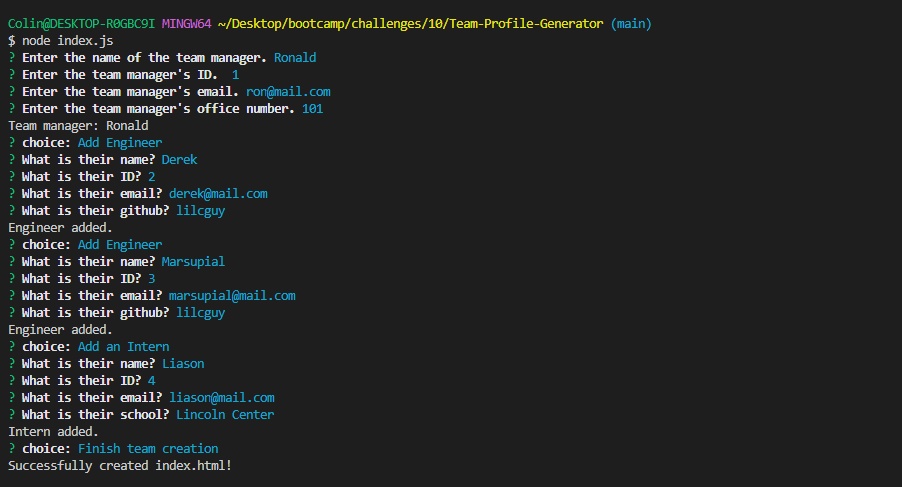 Colin@DESKTOP-R0GBC9I MINGW64 ~/Desktop/bootcamp/challenges/10/Team-Profile-Generator (main)
$ node index.js
? Enter the name of the team manager. Ronald
? Enter the team manager's ID.  1
? Enter the team manager's email. ron@mail.com
? Enter the team manager's office number. 101
Team manager: Ronald
? choice: Add Engineer
? What is their name? Derek
? What is their ID? 2
? What is their email? derek@mail.com
? What is their github? lilcguy
Engineer added.
? choice: Add Engineer
? What is their name? Marsupial
? What is their ID? 3
? What is their email? marsupial@mail.com
? What is their github? lilcguy
Engineer added.
? choice: Add an Intern
? What is their name? Liason
? What is their ID? 4
? What is their email? liason@mail.com
? What is their school? Lincoln Center
Intern added.
? choice: Finish team creation
Successfully created index.html!